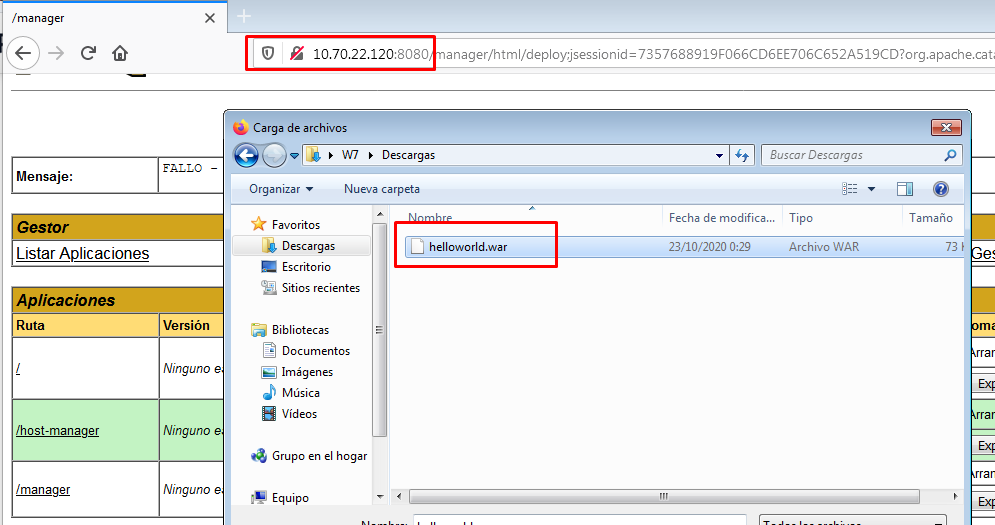 /manager
10.70.22.120:8080/manager/html/deploy;jsessionid=7357688919F066CD6EE706C652A519CD?org.apache.cata
Carga de archivos
W7 Descargas
Buscar Descargas
Mensaje:
FALLO -
Organizar
Nueva carpeta
Nombre
Fecha de modifica...
Tipo
Tamaño
Gestor
Listar Aplicaciones
Ges
Favoritos
Descargas
Escritorio
Sitios recientes
helloworld.war
23/10/2020 0:29
Archivo WAR
73
Aplicaciones
Ruta
Versión
oma
Bibliotecas
Documentos
Imágenes
Música
Vídeos
/
Ninguno e
Arran
Exp
/host-manager
Ninguno e
Arran
Exp
Grupo en el hogar
/manager
Ninguno e
Arran
Exp
Equipo
Nombre:
helloworld
Todos los archivos